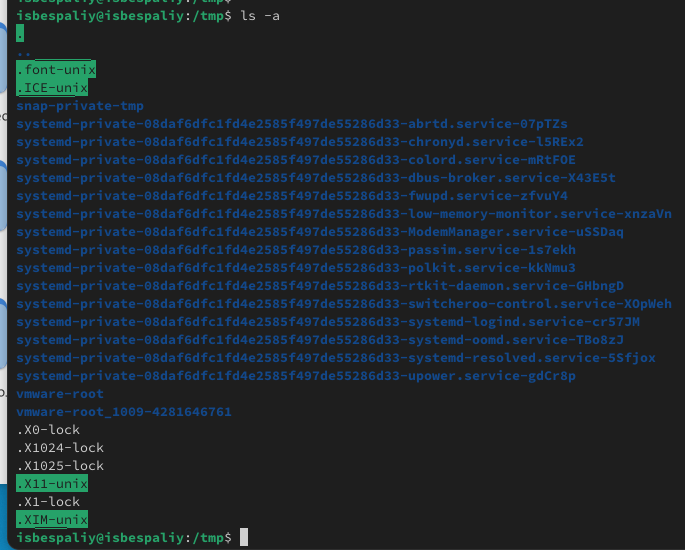 isbespaliy@isbespaliy:/tmp$
isbespaliy@isbespaliy:/tmp$ ls -a
.
..
.font-unix
.ICE-unix
snap-private-tmp
systemd-private-08daf6dfc1fd4e2585f497de55286d33-abrtd.service-07pTZs
systemd-private-08daf6dfc1fd4e2585f497de55286d33-chronyd.service-l5REx2
systemd-private-08daf6dfc1fd4e2585f497de55286d33-colord.service-mRtFOE
systemd-private-08daf6dfc1fd4e2585f497de55286d33-dbus-broker.service-X43E5t
systemd-private-08daf6dfc1fd4e2585f497de55286d33-fwupd.service-zfvuY4
systemd-private-08daf6dfc1fd4e2585f497de55286d33-low-memory-monitor.service-xnzaVn
systemd-private-08daf6dfc1fd4e2585f497de55286d33-ModemManager.service-uSSDaq
systemd-private-08daf6dfc1fd4e2585f497de55286d33-passim.service-1s7ekh
systemd-private-08daf6dfc1fd4e2585f497de55286d33-polkit.service-kkNmu3
systemd-private-08daf6dfc1fd4e2585f497de55286d33-rtkit-daemon.service-GHbngD
systemd-private-08daf6dfc1fd4e2585f497de55286d33-switcheroo-control.service-XOpWeh
systemd-private-08daf6dfc1fd4e2585f497de55286d33-systemd-logind.service-cr57JM
systemd-private-08daf6dfc1fd4e2585f497de55286d33-systemd-oomd.service-TBo8zJ
systemd-private-08daf6dfc1fd4e2585f497de55286d33-systemd-resolved.service-5Sfjox
systemd-private-08daf6dfc1fd4e2585f497de55286d33-upower.service-gdCr8p
vmware-root
vmware-root_1009-4281646761
.X0-lock
.X1024-lock
.X1025-lock
.X11-unix
.X1-lock
.XIM-unix
isbespaliy@isbespaliy:/tmp$